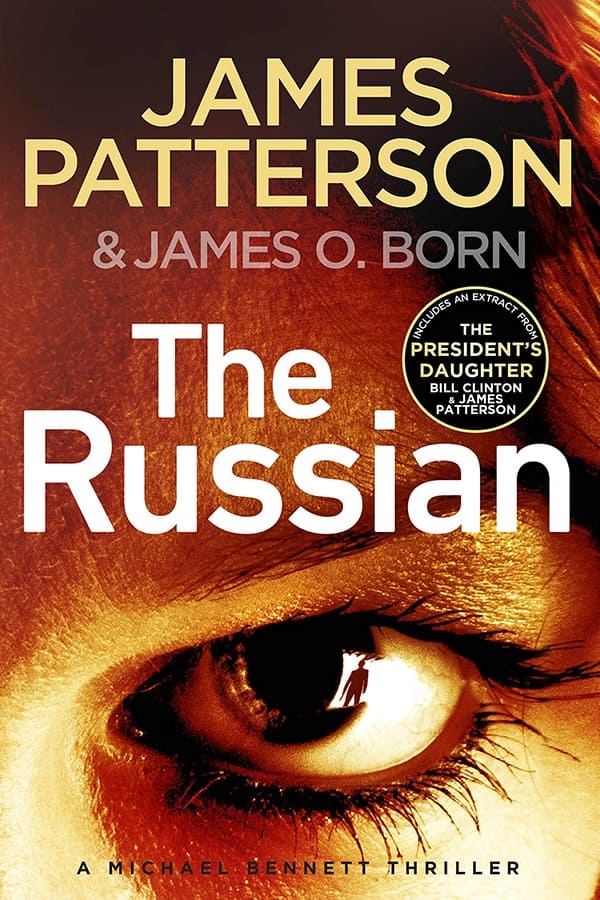 JAMES
PATTERSON
& JAMES O. BORN
INCLUDES AN EXTRACT FROM
THE
PRESIDENT'S
DAUGHTER
BILL CLINTON
& JAMES
PATTERSON
The
Russian
A MICHAEL BENNETT THRILLER